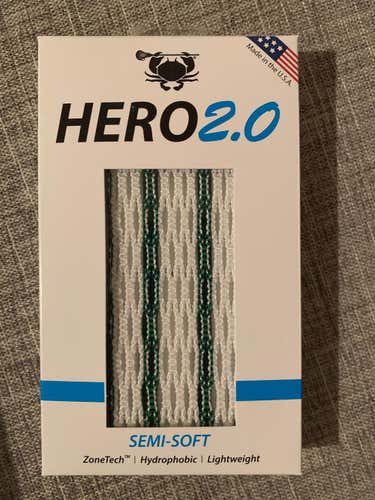 Made in the U.S.A.
HERO2.0
SEMI-SOFT
ZoneTech™ | Hydrophobic | Lightweight